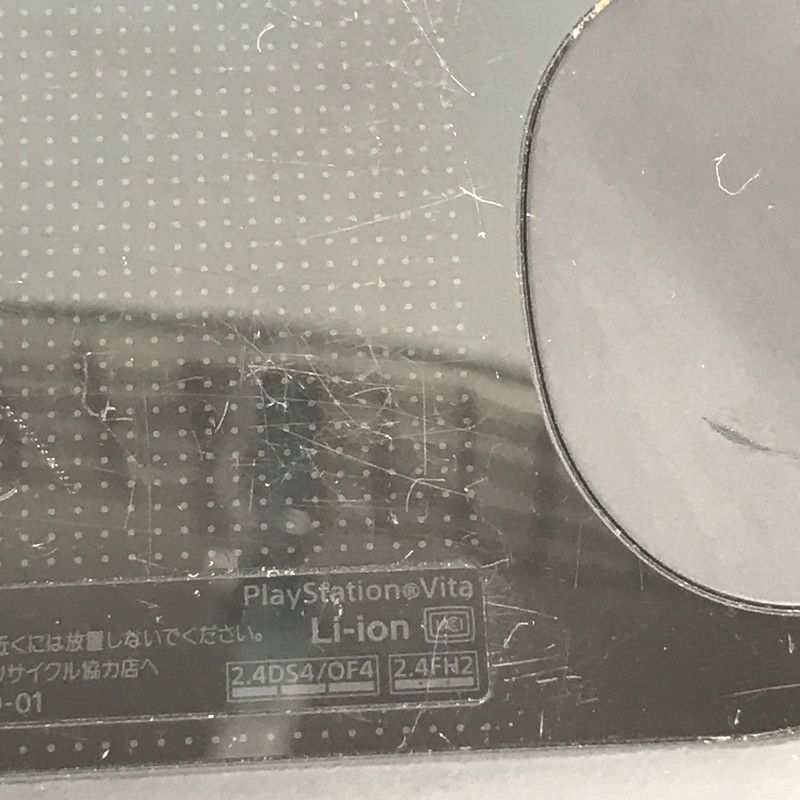 PlayStation®Vita
近くには放置しないでください。
Li-ion VCI
リサイクル協力店へ
2.4DS4/OF4 2.4FH2
-01